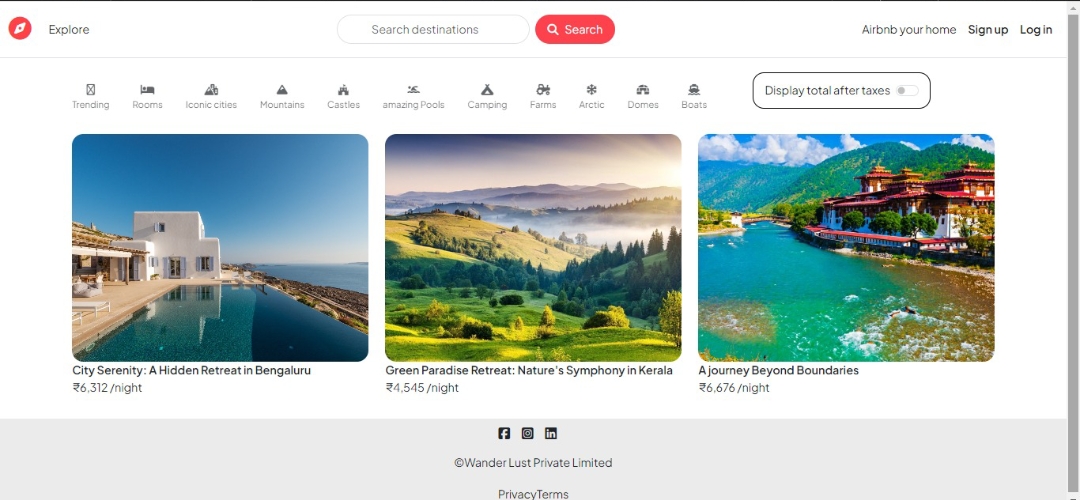 Explore
Search destinations
Search
Airbnb your home
Sign up
Log in
Trending
Rooms
Iconic cities
Mountains
Castles
amazing Pools
Camping
Farms
Arctic
Domes
Boats
Display total after taxes
City Serenity: A Hidden Retreat in Bengaluru
₹6,312 /night
Green Paradise Retreat: Nature's Symphony in Kerala
₹4,545 /night
A journey Beyond Boundaries
₹6,676 /night
©Wander Lust Private Limited
PrivacyTerms